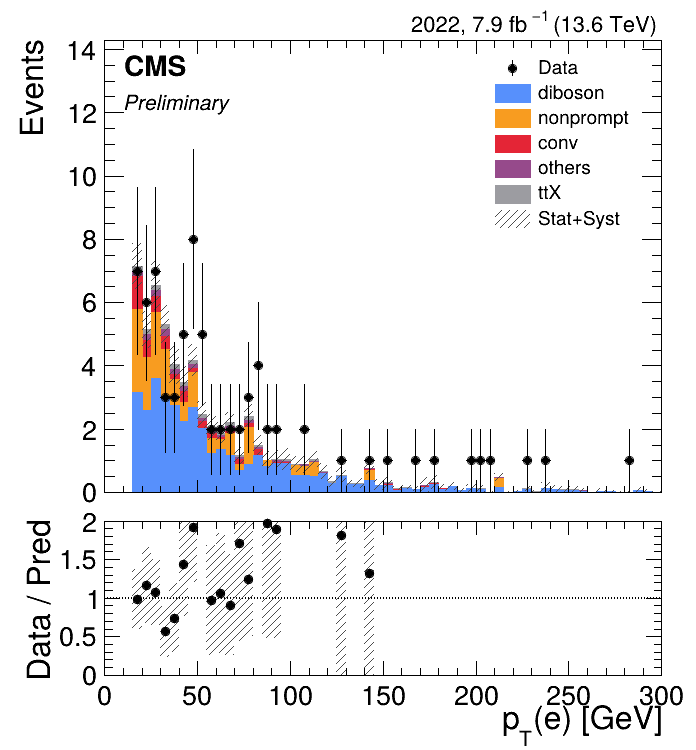 2022, 7.9 fb⁻¹ (13.6 TeV)
Events
14
12
10
8
6
4
2
0
CMS
Preliminary
Data
diboson
nonprompt
conv
others
ttX
Stat+Syst
Data / Pred
2
1.5
1
0.5
0
0 50 100 150 200 250 300
p_T(e) [GeV]